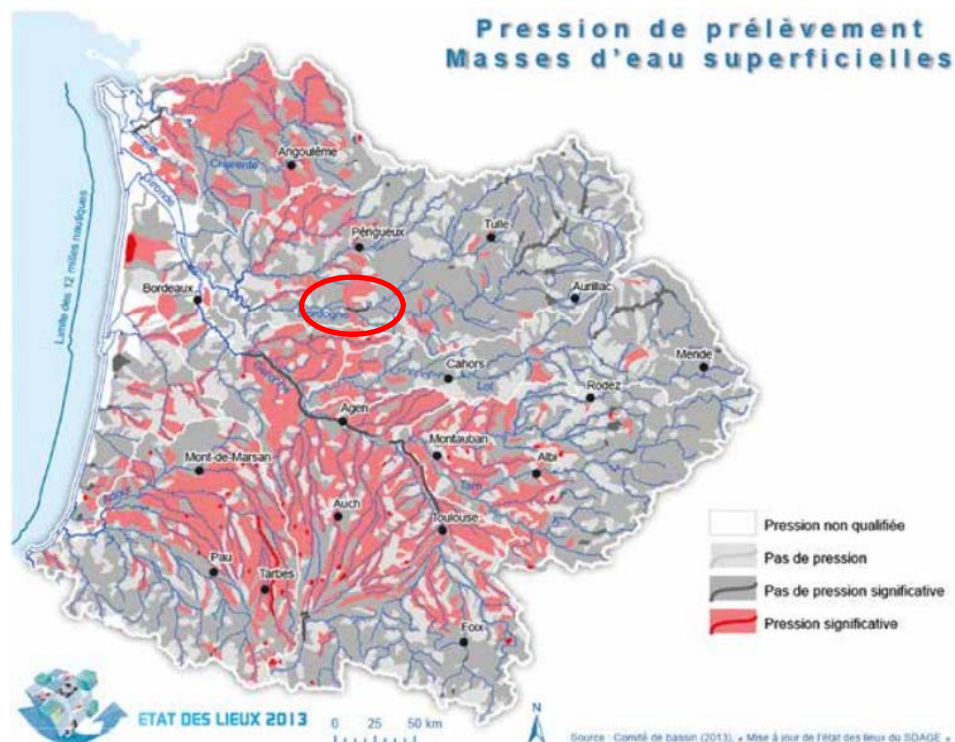 Pression de prélèvement
Masses d'eau superficielles
Limite des 12 milles nautiques
Gironde
Charente
Angoulême
Périgueux
Tulle
Bordeaux
Dordogne
Aurillac
Cahors
Lot
Mende
Rodez
Garonne
Agen
Montauban
Albi
Tarn
Mont-de-Marsan
Adour
Auch
Toulouse
Pau
Tarbes
Foix
Pression non qualifiée
Pas de pression
Pas de pression significative
Pression significative
ETAT DES LIEUX 2013
0 25 50 km
N
Source : Comité de bassin (2013), « Mise à jour de l'état des lieux du SDAGE »